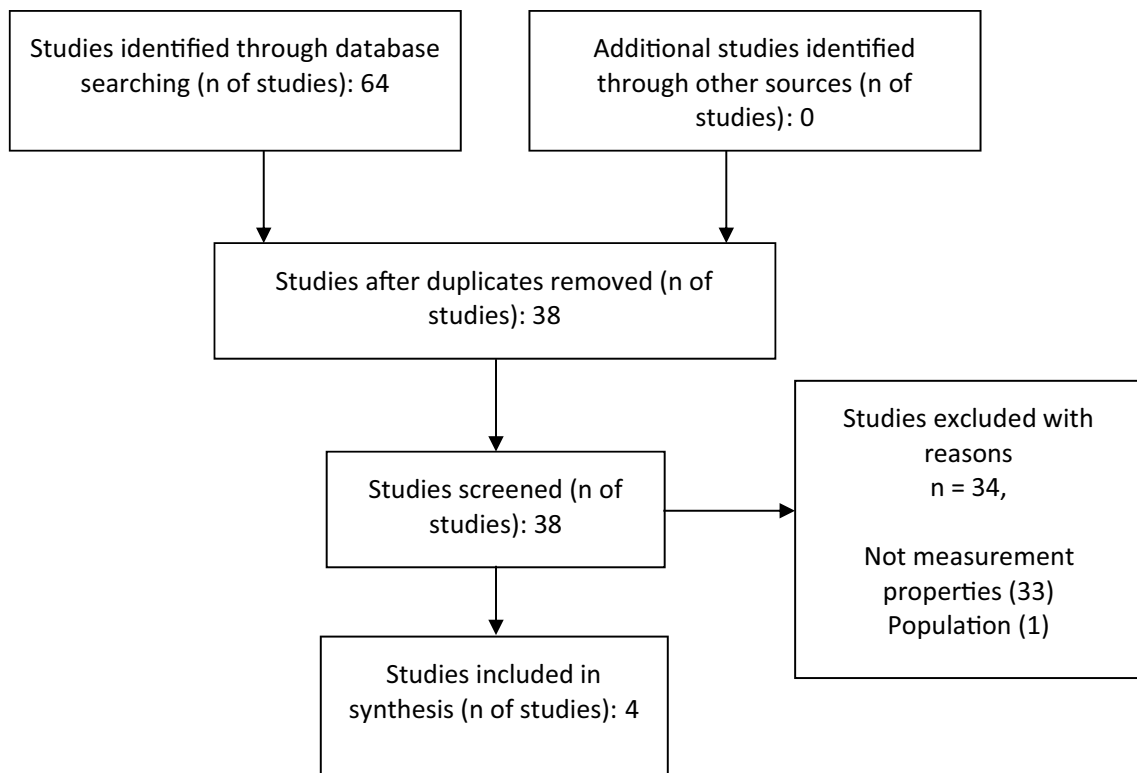 Studies identified through database
searching (n of studies): 64
Additional studies identified
through other sources (n of
studies): 0
Studies after duplicates removed (n of
studies): 38
Studies screened (n of
studies): 38
Studies excluded with
reasons
n = 34,
Not measurement
properties (33)
Population (1)
Studies included in
synthesis (n of studies): 4